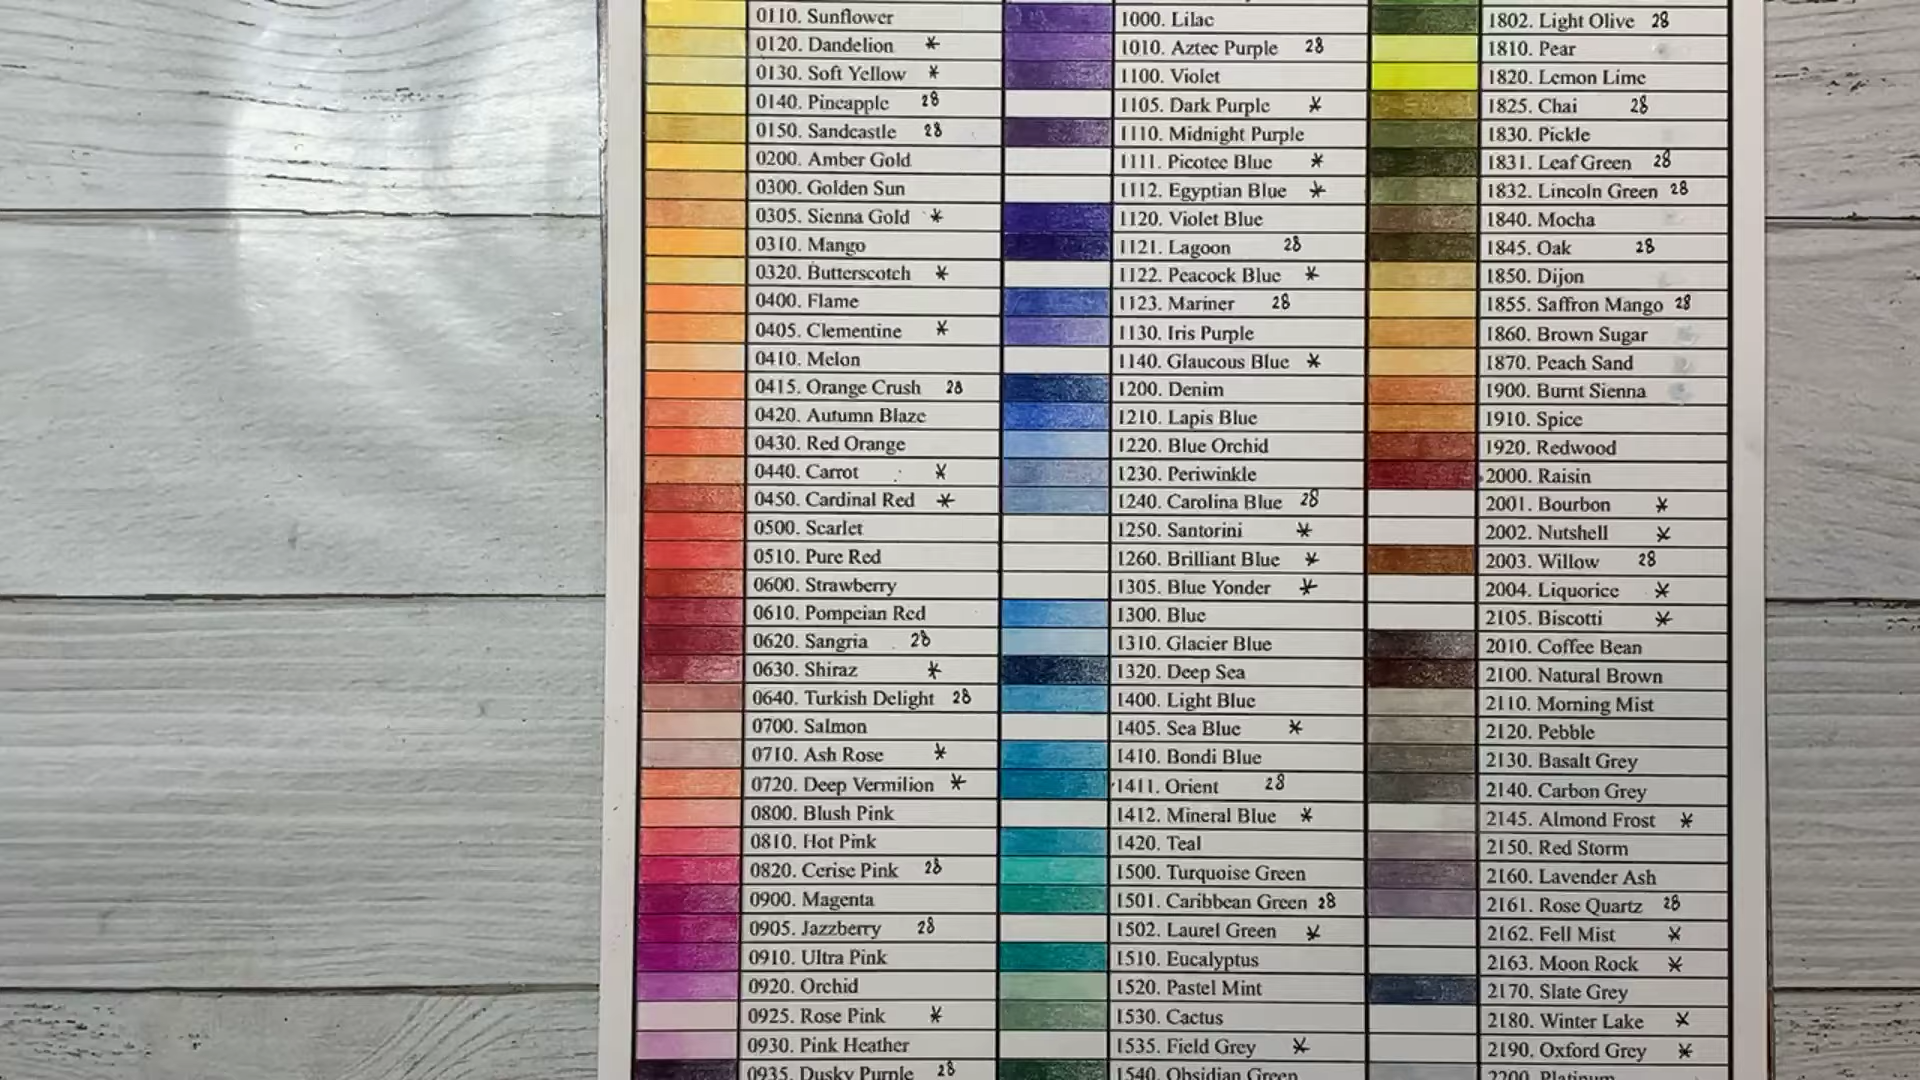 0110. Sunflower
0120. Dandelion *
0130. Soft Yellow *
0140. Pineapple 28
0150. Sandcastle 28
0200. Amber Gold
0300. Golden Sun
0305. Sienna Gold *
0310. Mango
0320. Butterscotch *
0400. Flame
0405. Clementine *
0410. Melon
0415. Orange Crush 28
0420. Autumn Blaze
0430. Red Orange
0440. Carrot *
0450. Cardinal Red *
0500. Scarlet
0510. Pure Red
0600. Strawberry
0610. Pompeian Red
0620. Sangria 28
0630. Shiraz *
0640. Turkish Delight 28
0700. Salmon
0710. Ash Rose *
0720. Deep Vermilion *
0800. Blush Pink
0810. Hot Pink
0820. Cerise Pink 28
0900. Magenta
0905. Jazzberry 28
0910. Ultra Pink
0920. Orchid
0925. Rose Pink *
0930. Pink Heather
0935. Dusky Purple 28
1000. Lilac
1010. Aztec Purple 28
1100. Violet
1105. Dark Purple *
1110. Midnight Purple
1111. Picotee Blue *
1112. Egyptian Blue *
1120. Violet Blue
1121. Lagoon 28
1122. Peacock Blue *
1123. Mariner 28
1130. Iris Purple
1140. Glaucous Blue *
1200. Denim
1210. Lapis Blue
1220. Blue Orchid
1230. Periwinkle
1240. Carolina Blue 28
1250. Santorini *
1260. Brilliant Blue *
1305. Blue Yonder *
1300. Blue
1310. Glacier Blue
1320. Deep Sea
1400. Light Blue
1405. Sea Blue *
1410. Bondi Blue
1411. Orient 28
1412. Mineral Blue *
1420. Teal
1500. Turquoise Green
1501. Caribbean Green 28
1502. Laurel Green *
1510. Eucalyptus
1520. Pastel Mint
1530. Cactus
1535. Field Grey *
1540. Obsidian Green
1802. Light Olive 28
1810. Pear
1820. Lemon Lime
1825. Chai 28
1830. Pickle
1831. Leaf Green 28
1832. Lincoln Green 28
1840. Mocha
1845. Oak 28
1850. Dijon
1855. Saffron Mango 28
1860. Brown Sugar
1870. Peach Sand
1900. Burnt Sienna
1910. Spice
1920. Redwood
2000. Raisin
2001. Bourbon *
2002. Nutshell *
2003. Willow 28
2004. Liquorice *
2105. Biscotti *
2010. Coffee Bean
2100. Natural Brown
2110. Morning Mist
2120. Pebble
2130. Basalt Grey
2140. Carbon Grey
2145. Almond Frost *
2150. Red Storm
2160. Lavender Ash
2161. Rose Quartz 28
2162. Fell Mist *
2163. Moon Rock *
2170. Slate Grey
2180. Winter Lake *
2190. Oxford Grey *
2200. Platinum